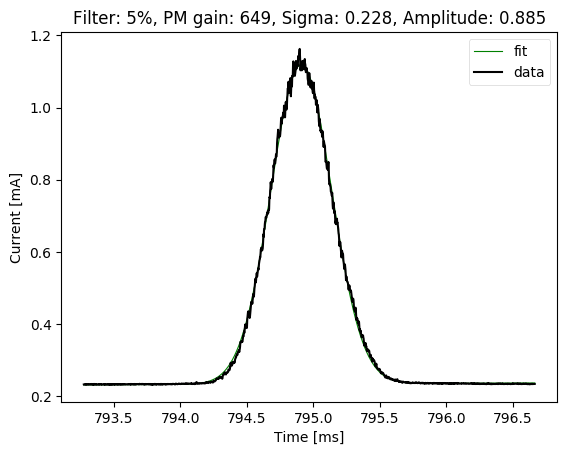 Filter: 5%, PM gain: 649, Sigma: 0.228, Amplitude: 0.885
fit
data
1.2
1.0
0.8
0.6
0.4
0.2
Current [mA]
793.5 794.0 794.5 795.0 795.5 796.0 796.5
Time [ms]